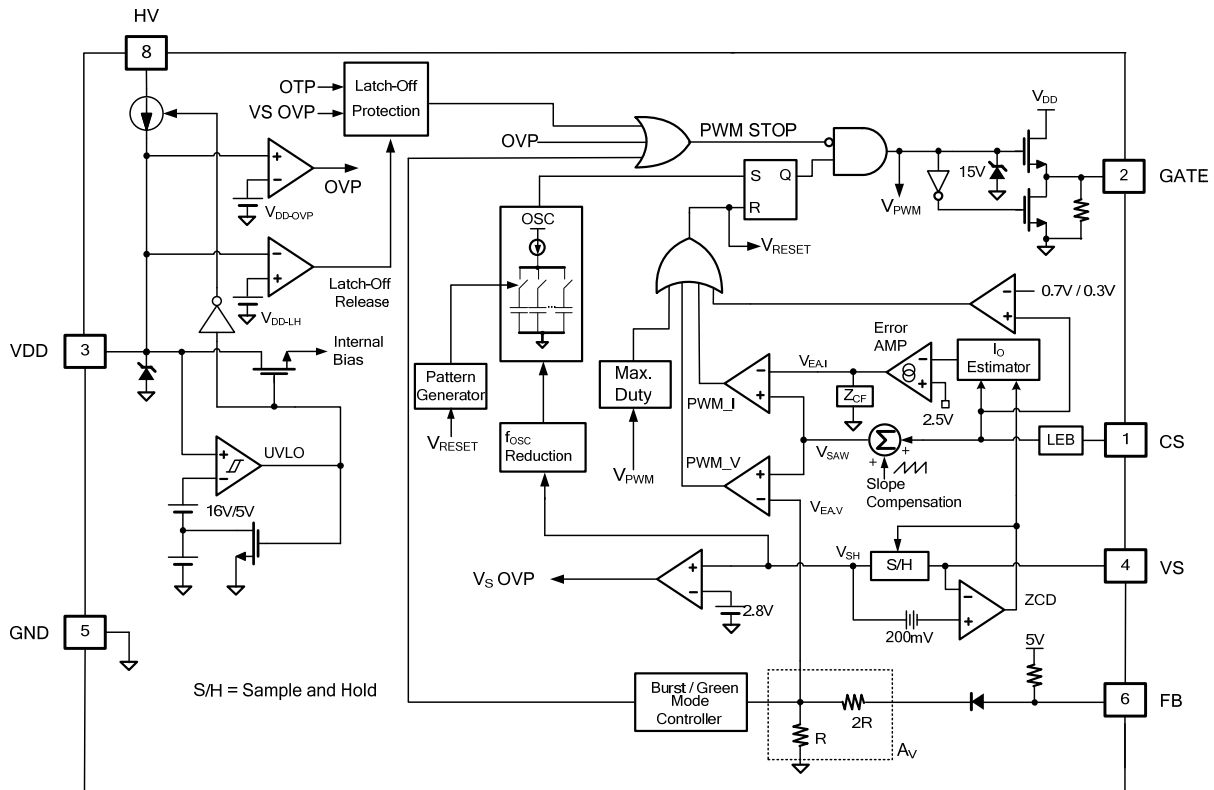 HV
8
OTP
VS OVP
Latch-Off
Protection
OVP
V_DD-OVP
Latch-Off
Release
V_DD-LH
VDD
3
Internal
Bias
UVLO
16V/5V
GND
5
S/H = Sample and Hold
OVP
PWM STOP
S
Q
R
V_RESET
V_PWM
15V
V_DD
2
GATE
OSC
Pattern
Generator
V_RESET
f_OSC
Reduction
Max.
Duty
V_PWM
PWM_I
PWM_V
V_EA.I
Z_CF
Error
AMP
2.5V
I_O
Estimator
0.7V / 0.3V
V_SAW
Σ
+
+
Slope
Compensation
LEB
1
CS
V_EA.V
V_SH
S/H
4
VS
ZCD
200mV
V_S OVP
2.8V
5V
6
FB
Burst / Green
Mode
Controller
2R
R
A_V